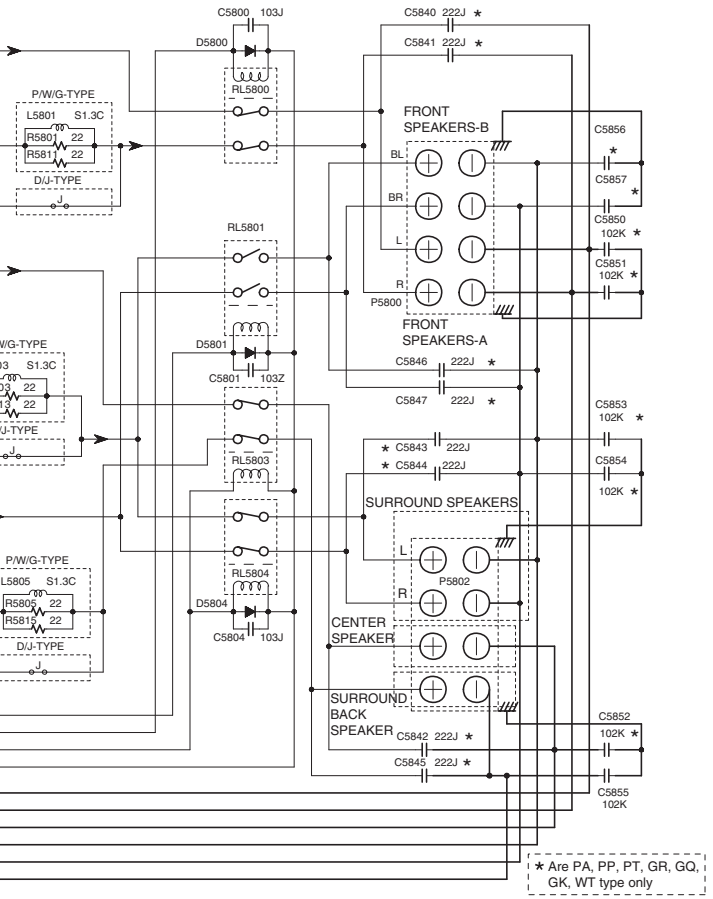 C5800 103J
D5800
RL5800
C5840 222J *
C5841 222J *
P/W/G-TYPE
L5801 S1.3C
R5801 22
R5811 22
D/J-TYPE
J
FRONT
SPEAKERS-B
BL
BR
L
R
P5800
FRONT
SPEAKERS-A
C5856
*
C5857
*
C5850
102K *
C5851
102K *
RL5801
D5801
C5801 103Z
C5846 222J *
C5847 222J *
W/G-TYPE
03 S1.3C
03 22
13 22
J-TYPE
J
RL5803
* C5843 222J
* C5844 222J
C5853
102K *
C5854
102K *
SURROUND SPEAKERS
L
P5802
R
RL5804
D5804
C5804 103J
P/W/G-TYPE
L5805 S1.3C
R5805 22
R5815 22
D/J-TYPE
J
CENTER
SPEAKER
SURROUND
BACK
SPEAKER
C5842 222J *
C5845 222J *
C5852
102K *
C5855
102K
* Are PA, PP, PT, GR, GQ,
GK, WT type only